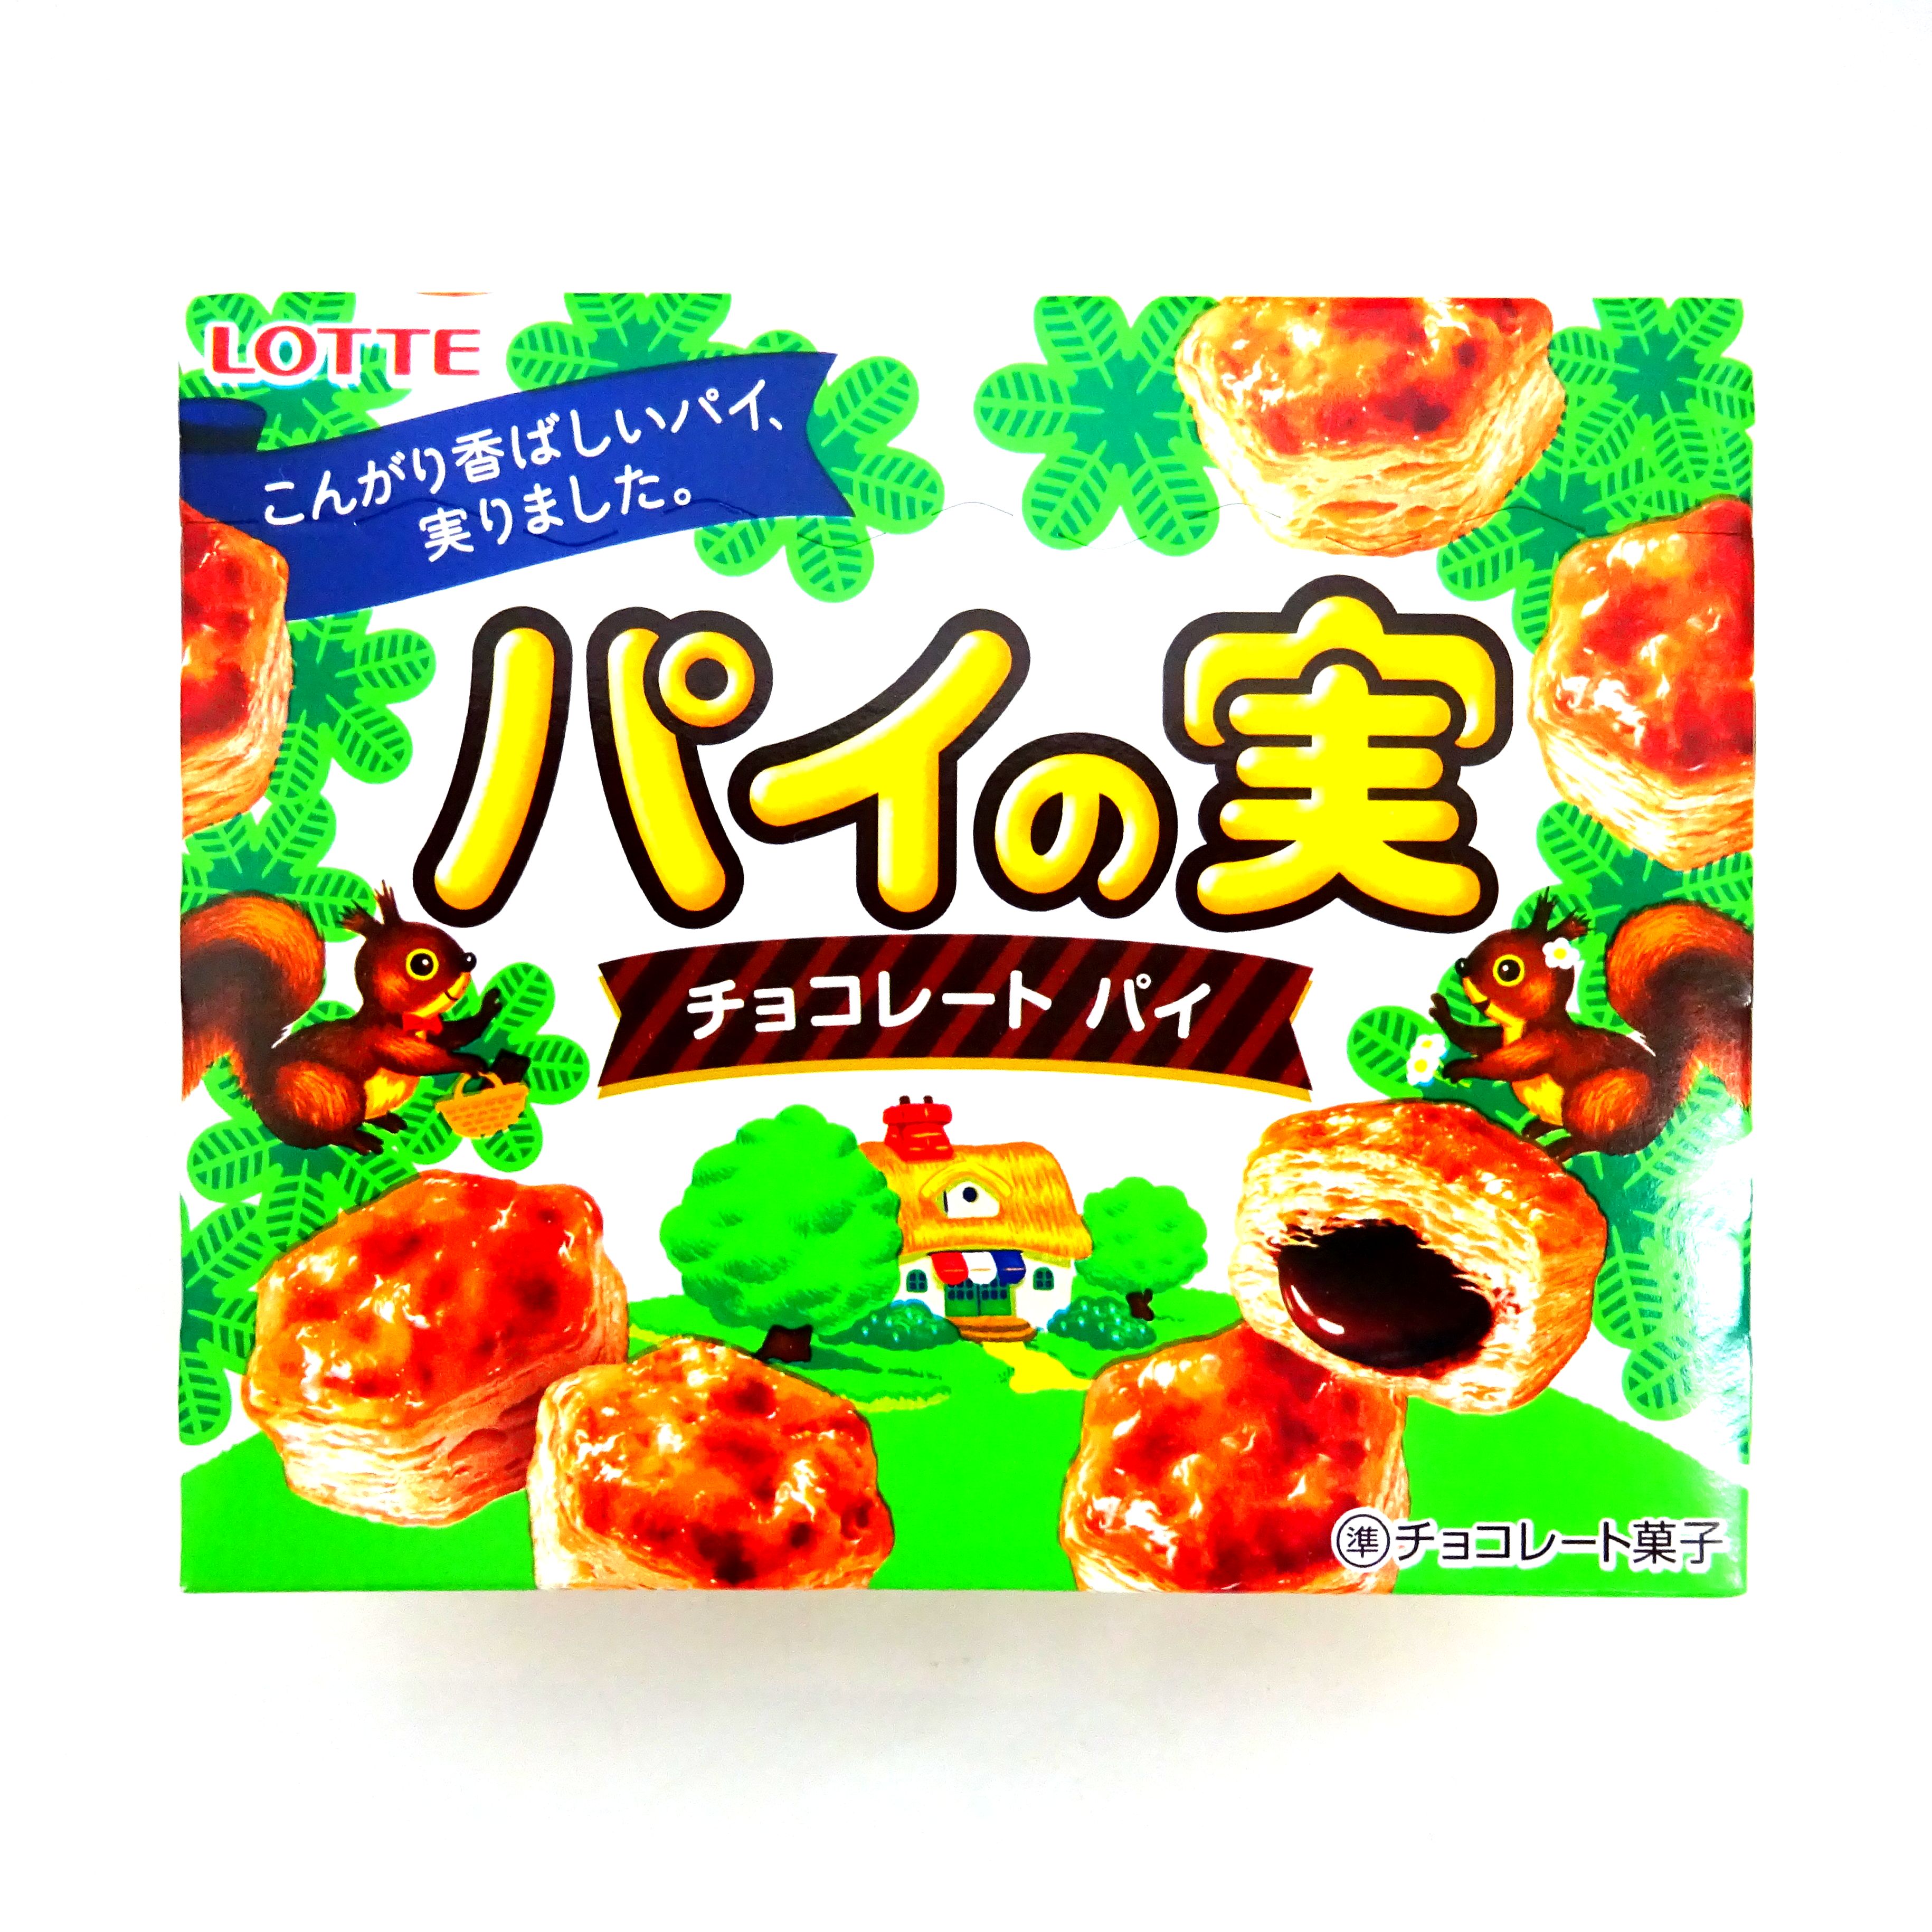 LOTTE
こんがり香ばしいパイ、
実りました。
パイの実
チョコレート パイ
準チョコレート菓子